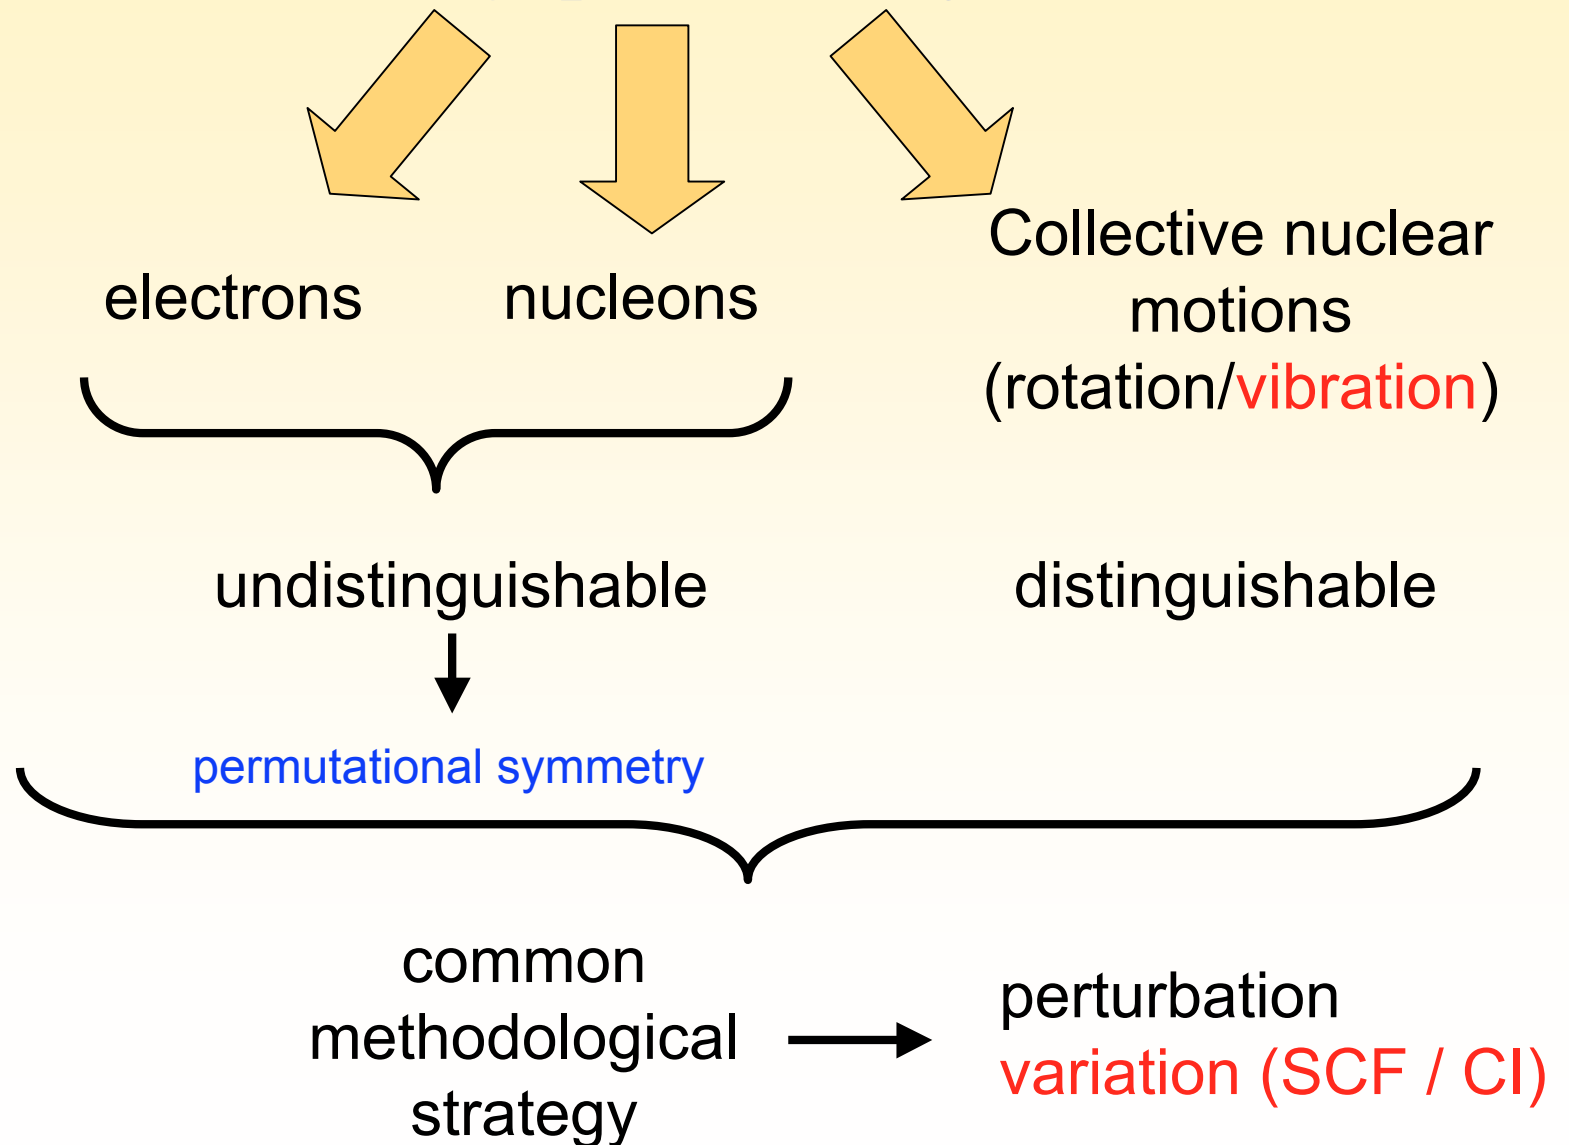 electrons
nucleons
Collective nuclear
motions
(rotation/vibration)
undistinguishable
distinguishable
permutational symmetry
common
methodological
strategy
perturbation
variation (SCF / CI)